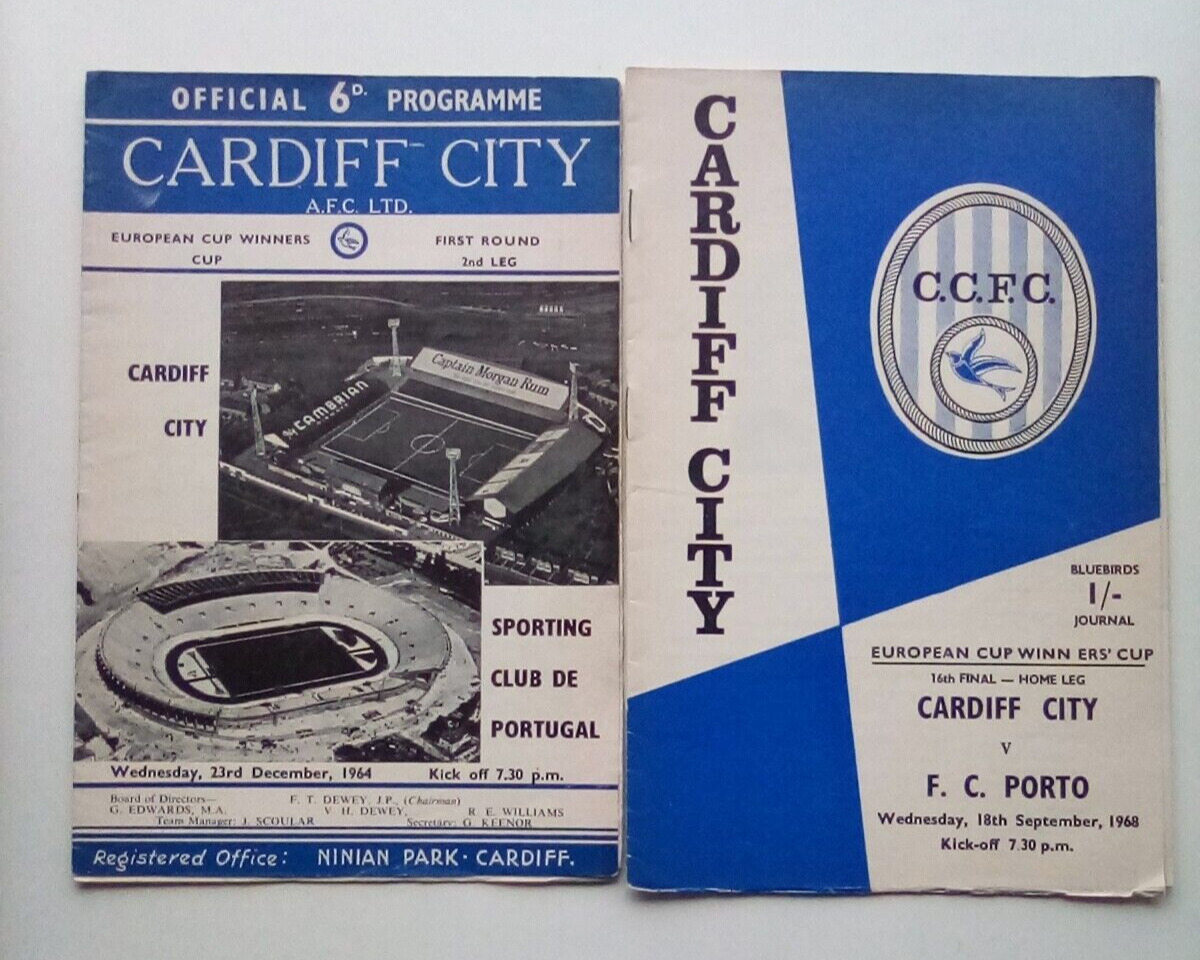 OFFICIAL 6D. PROGRAMME
CARDIFF CITY
A.F.C. LTD.
EUROPEAN CUP WINNERS
CUP
FIRST ROUND
2nd LEG
CARDIFF
CITY
Captain Morgan Rum
CAMBRIAN
SPORTING
CLUB DE
PORTUGAL
Wednesday, 23rd December, 1964 Kick off 7.30 p.m.
Board of Directors— F. T. DEWEY, J.P., (Chairman)
G. EDWARDS, M.A. V. H. DEWEY, R. E. WILLIAMS
Team Manager: J. SCOULAR Secretary: G. KEENOR
Registered Office: NINIAN PARK · CARDIFF.
CARDIFF CITY
C.C.F.C.
BLUEBIRDS
1/-
JOURNAL
EUROPEAN CUP WINN ERS' CUP
16th FINAL — HOME LEG
CARDIFF CITY
V
F. C. PORTO
Wednesday, 18th September, 1968
Kick-off 7.30 p.m.